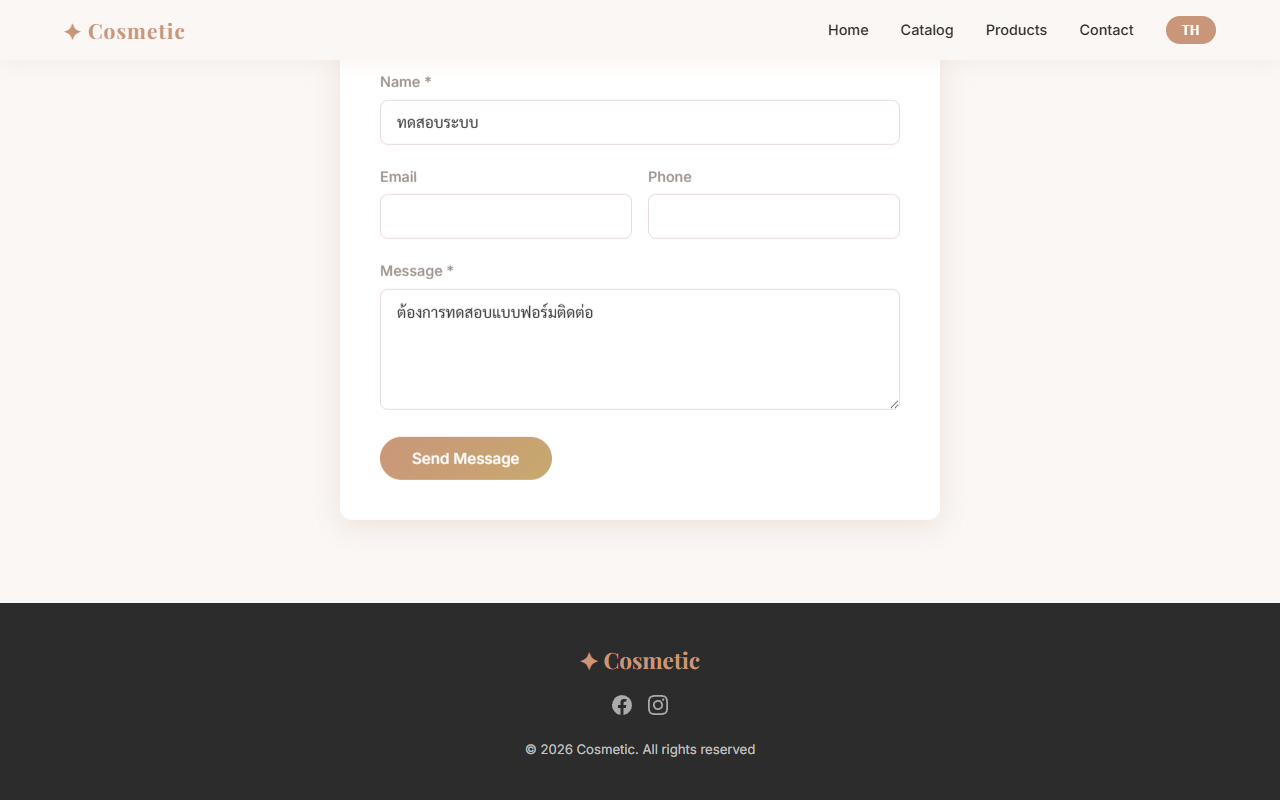 ✦ Cosmetic
Home Catalog Products Contact TH
Name *
ทดสอบระบบ
Email Phone
Message *
ต้องการทดสอบแบบฟอร์มติดต่อ
Send Message
✦ Cosmetic
© 2026 Cosmetic. All rights reserved